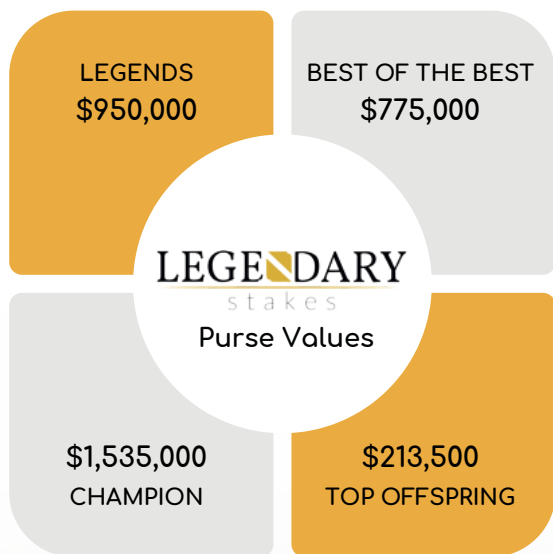 LEGENDS
$950,000
BEST OF THE BEST
$775,000
LEGENDARY
stakes
Purse Values
$1,535,000
CHAMPION
$213,500
TOP OFFSPRING